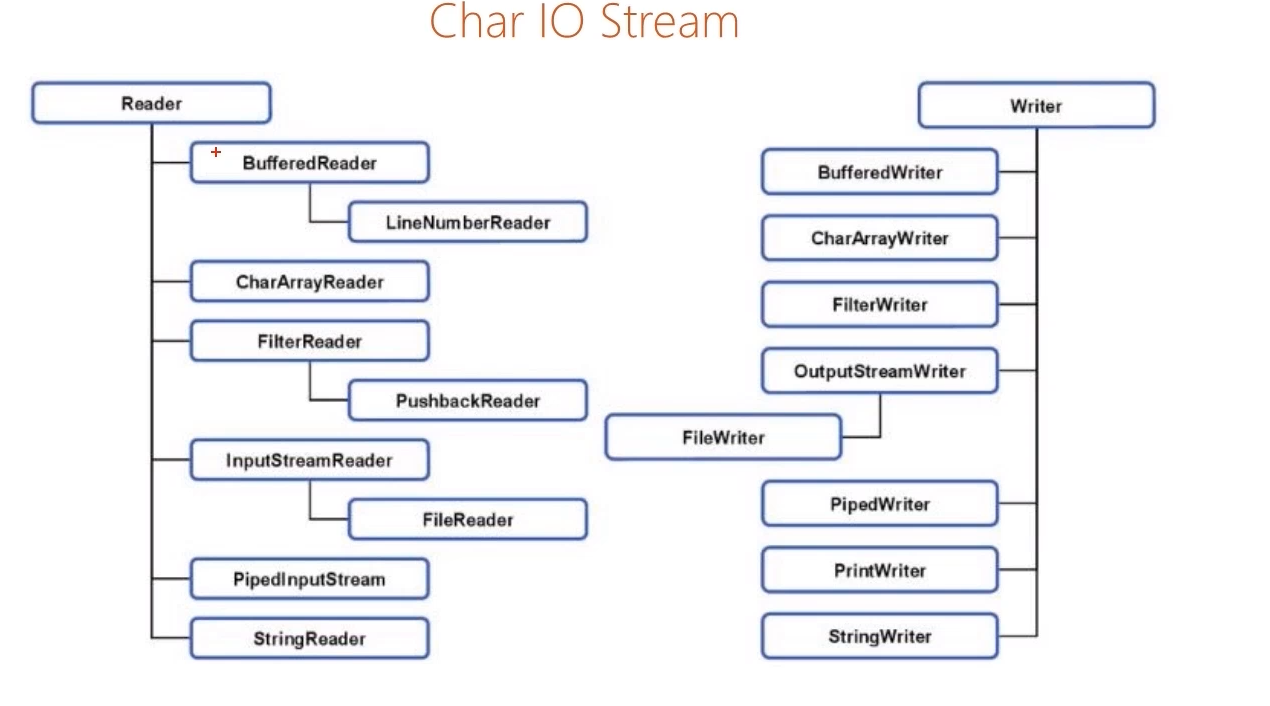 Char IO Stream
Reader
BufferedReader
LineNumberReader
CharArrayReader
FilterReader
PushbackReader
InputStreamReader
FileReader
PipedInputStream
StringReader
Writer
BufferedWriter
CharArrayWriter
FilterWriter
OutputStreamWriter
FileWriter
PipedWriter
PrintWriter
StringWriter